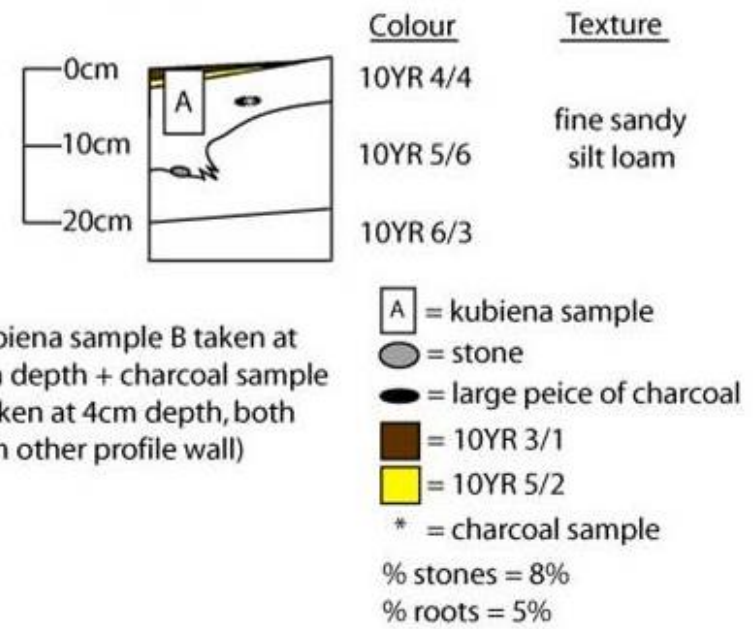 Colour Texture
0cm
A
10YR 4/4
fine sandy
10cm
10YR 5/6
silt loam
20cm
10YR 6/3
sample B taken at
depth + charcoal sample
at 4cm depth, both
other profile wall)
A = kubiena sample
= stone
= large peice of charcoal
= 10YR 3/1
= 10YR 5/2
* = charcoal sample
% stones = 8%
% roots = 5%